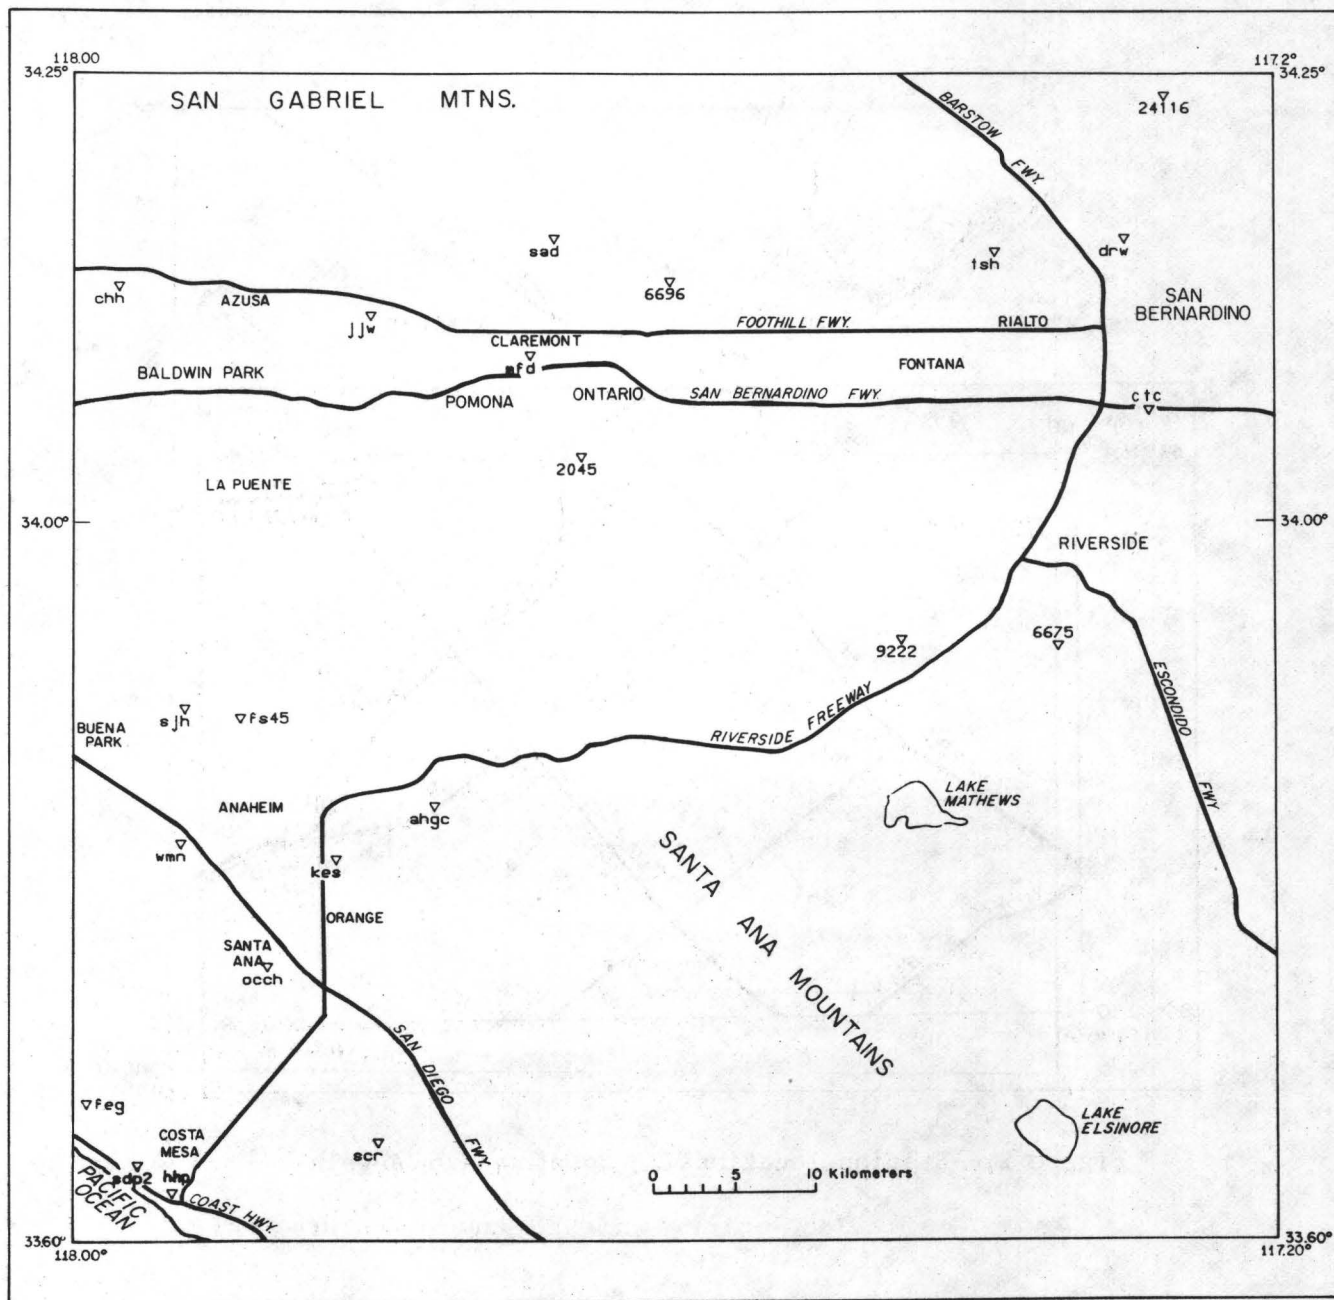 118.00
117.2°
34.25°
34.25°
SAN GABRIEL MTNS.
24116
BARSTOW FWY.
sad
tsh
drw
chh
AZUSA
6696
SAN
BERNARDINO
jjw
FOOTHILL FWY.
RIALTO
CLAREMONT
mfd
FONTANA
BALDWIN PARK
POMONA
ONTARIO
SAN BERNARDINO FWY.
ctc
2045
LA PUENTE
34.00°
34.00°
RIVERSIDE
9222
6675
ESCONDIDO FWY.
sjh
fs45
BUENA
PARK
RIVERSIDE FREEWAY
ANAHEIM
ahgc
LAKE
MATHEWS
wmn
kes
SANTA ANA MOUNTAINS
ORANGE
SANTA
ANA
occh
SAN DIEGO FWY.
feg
COSTA
MESA
scr
LAKE
ELSINORE
sdp2
hhp
PACIFIC
OCEAN
COAST HWY.
0 5 10 Kilometers
33.60°
33.60°
118.00°
117.20°